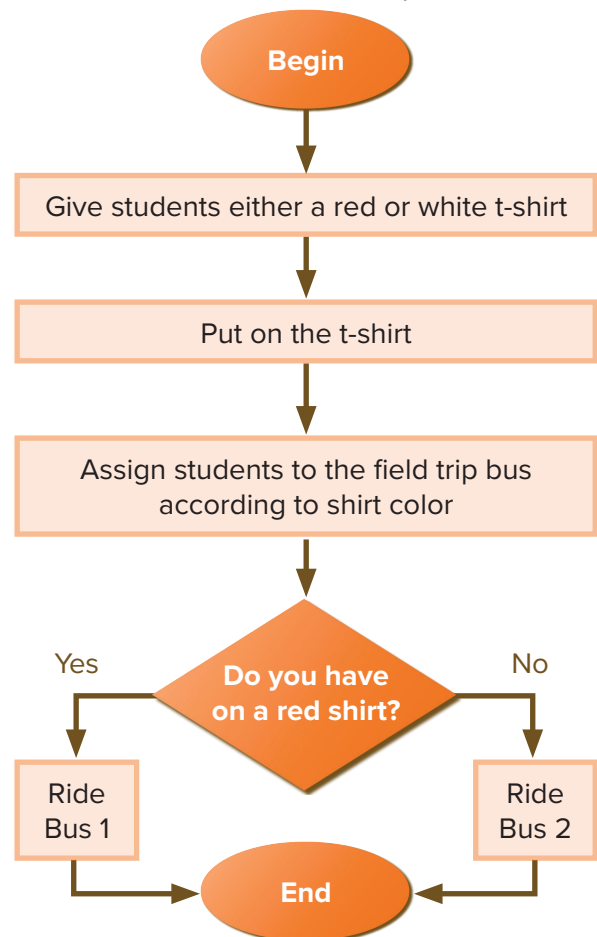 Begin
Give students either a red or white t-shirt
Put on the t-shirt
Assign students to the field trip bus
according to shirt color
Do you have
on a red shirt?
Yes
No
Ride
Bus 1
Ride
Bus 2
End